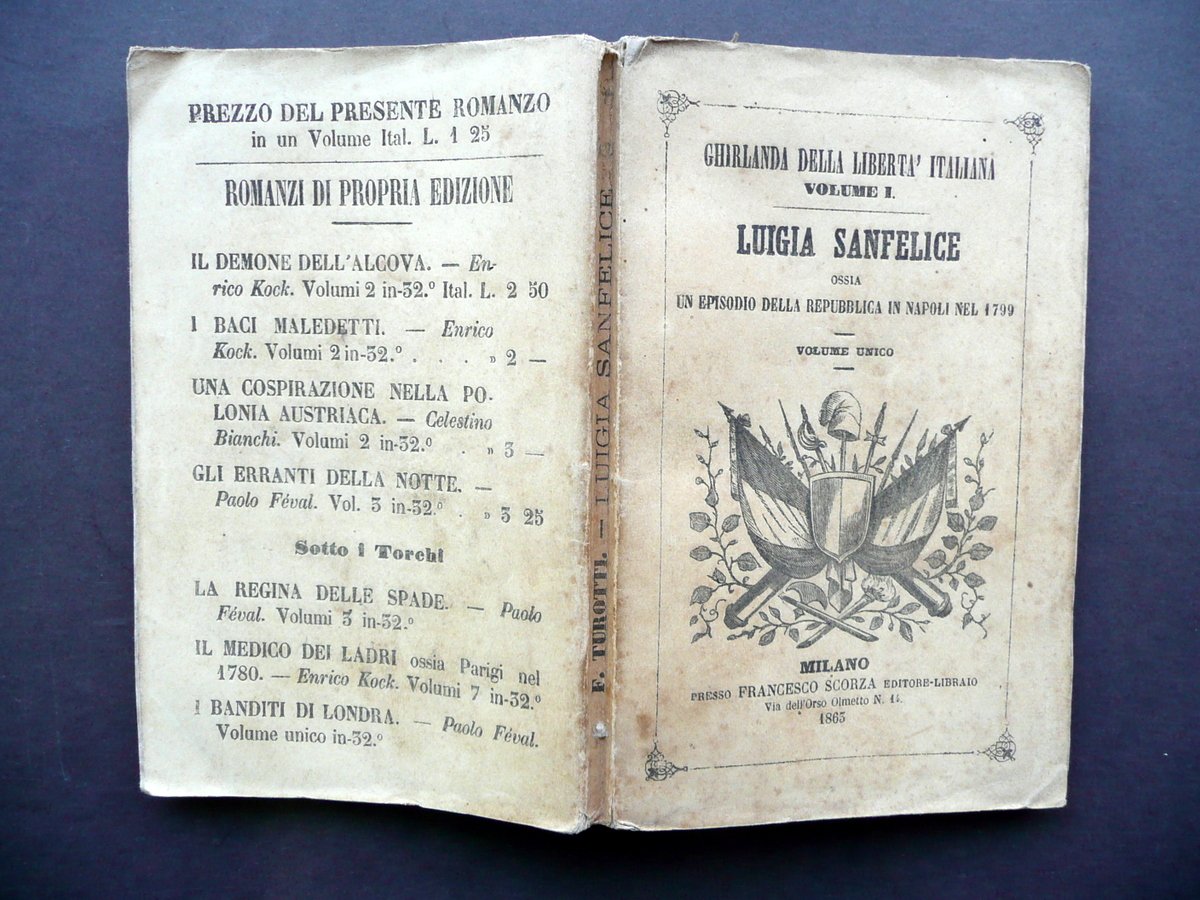 PREZZO DEL PRESENTE ROMANZO
in un Volume Ital. L. 1 25
ROMANZI DI PROPRIA EDIZIONE
IL DEMONE DELL'ALCOVA. — En-
rico Kock. Volumi 2 in-32.º Ital. L. 2 50
I BACI MALEDETTI. — Enrico
Kock. Volumi 2 in-32.º . . . » 2 —
UNA COSPIRAZIONE NELLA PO-
LONIA AUSTRIACA. — Celestino
Bianchi. Volumi 2 in-32.º . » 3 —
GLI ERRANTI DELLA NOTTE. —
Paolo Féval. Vol. 3 in-32.º . » 3 25
Sotto i Torchi
LA REGINA DELLE SPADE. — Paolo
Féval. Volumi 3 in-32.º
IL MEDICO DEI LADRI ossia Parigi nel
1780. — Enrico Kock. Volumi 7 in-32.º
I BANDITI DI LONDRA. — Paolo Féval.
Volume unico in-32.º
F. TUROTTI. — LUIGIA SANFELICE
GHIRLANDA DELLA LIBERTA' ITALIANA
VOLUME I.
LUIGIA SANFELICE
OSSIA
UN EPISODIO DELLA REPUBBLICA IN NAPOLI NEL 1799
VOLUME UNICO
MILANO
PRESSO FRANCESCO SCORZA EDITORE-LIBRAIO
Via dell'Orso Olmetto N. 14.
1863